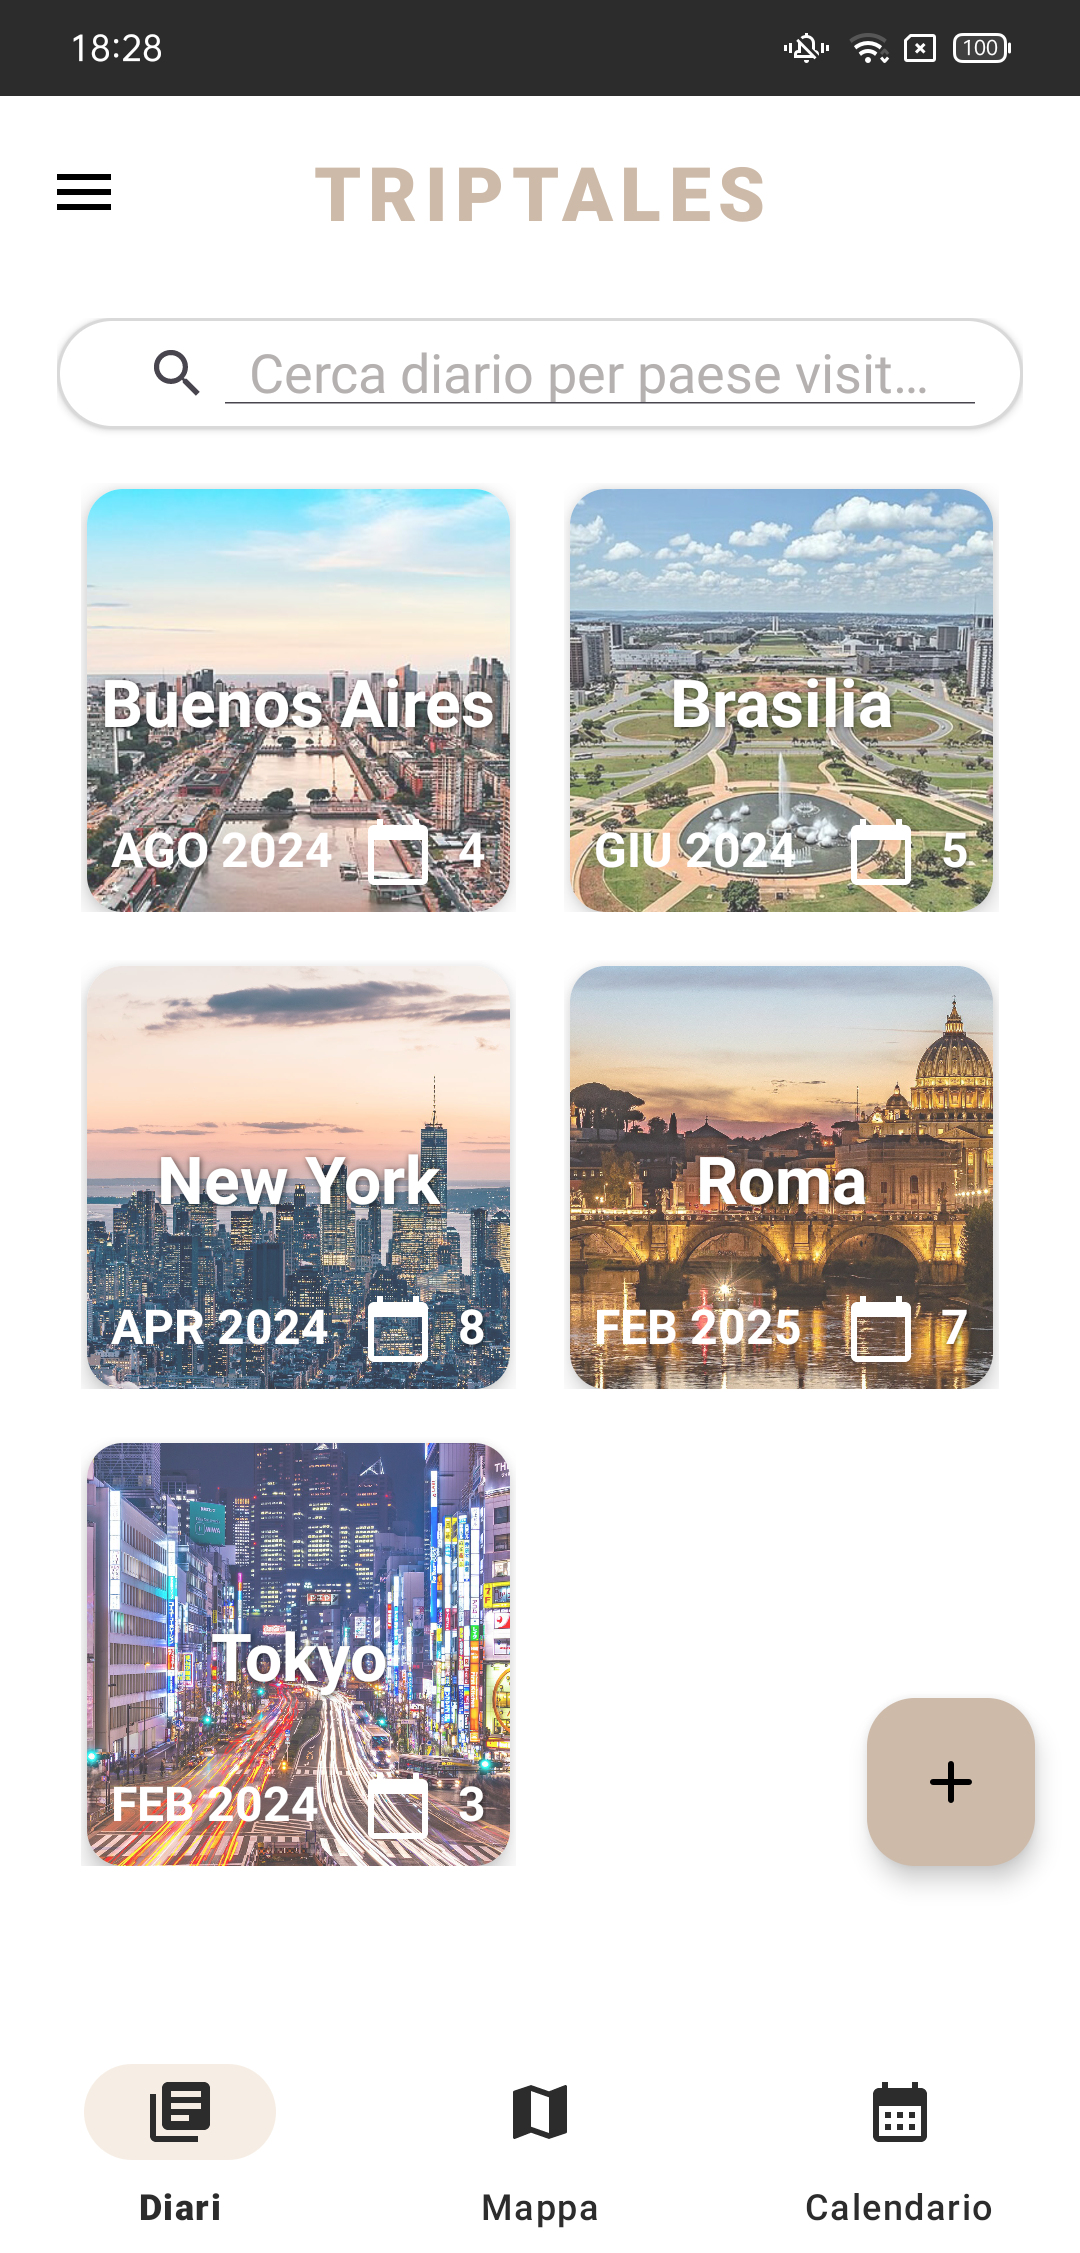 18:28
100
TRIPTALES
Cerca diario per paese visit...
Buenos Aires
AGO 2024 4
Brasilia
GIU 2024 5
New York
APR 2024 8
Roma
FEB 2025 7
Tokyo
FEB 2024 3
Diari
Mappa
Calendario